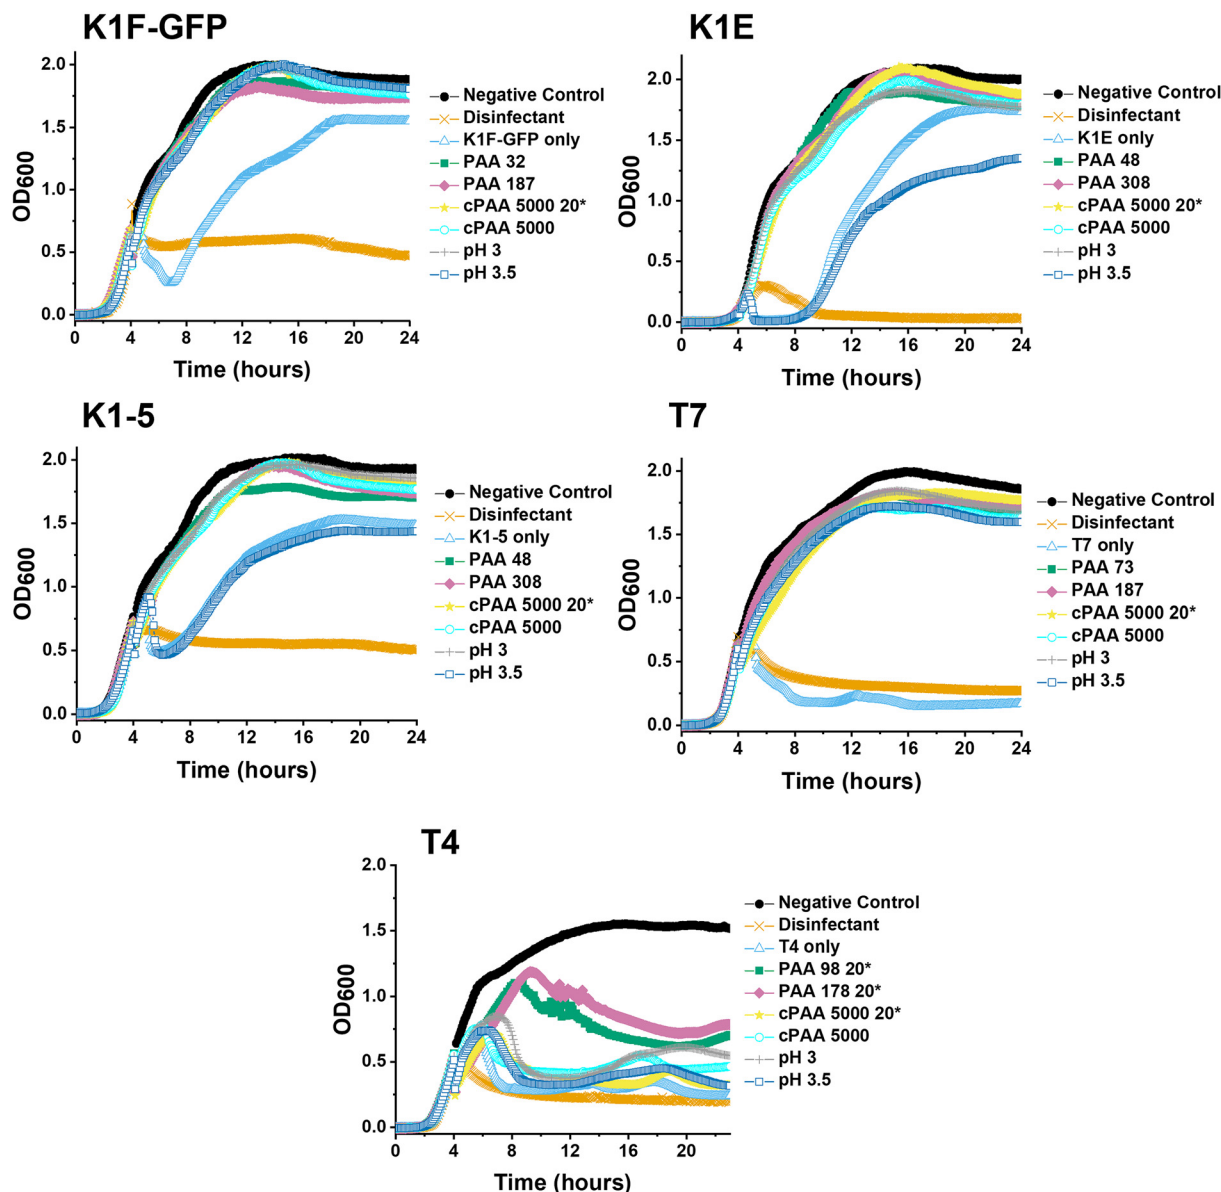 K1F-GFP
OD600
2.0
1.5
1.0
0.5
0.0
0 4 8 12 16 20 24
Time (hours)
Negative Control
Disinfectant
K1F-GFP only
PAA 32
PAA 187
cPAA 5000 20*
cPAA 5000
pH 3
pH 3.5
K1E
OD600
2.0
1.5
1.0
0.5
0.0
0 4 8 12 16 20 24
Time (hours)
Negative Control
Disinfectant
K1E only
PAA 48
PAA 308
cPAA 5000 20*
cPAA 5000
pH 3
pH 3.5
K1-5
OD600
2.0
1.5
1.0
0.5
0.0
0 4 8 12 16 20 24
Time (hours)
Negative Control
Disinfectant
K1-5 only
PAA 48
PAA 308
cPAA 5000 20*
cPAA 5000
pH 3
pH 3.5
T7
OD600
2.0
1.5
1.0
0.5
0.0
0 4 8 12 16 20 24
Time (hours)
Negative Control
Disinfectant
T7 only
PAA 73
PAA 187
cPAA 5000 20*
cPAA 5000
pH 3
pH 3.5
T4
OD600
2.0
1.5
1.0
0.5
0.0
0 4 8 12 16 20
Time (hours)
Negative Control
Disinfectant
T4 only
PAA 98 20*
PAA 178 20*
cPAA 5000 20*
cPAA 5000
pH 3
pH 3.5